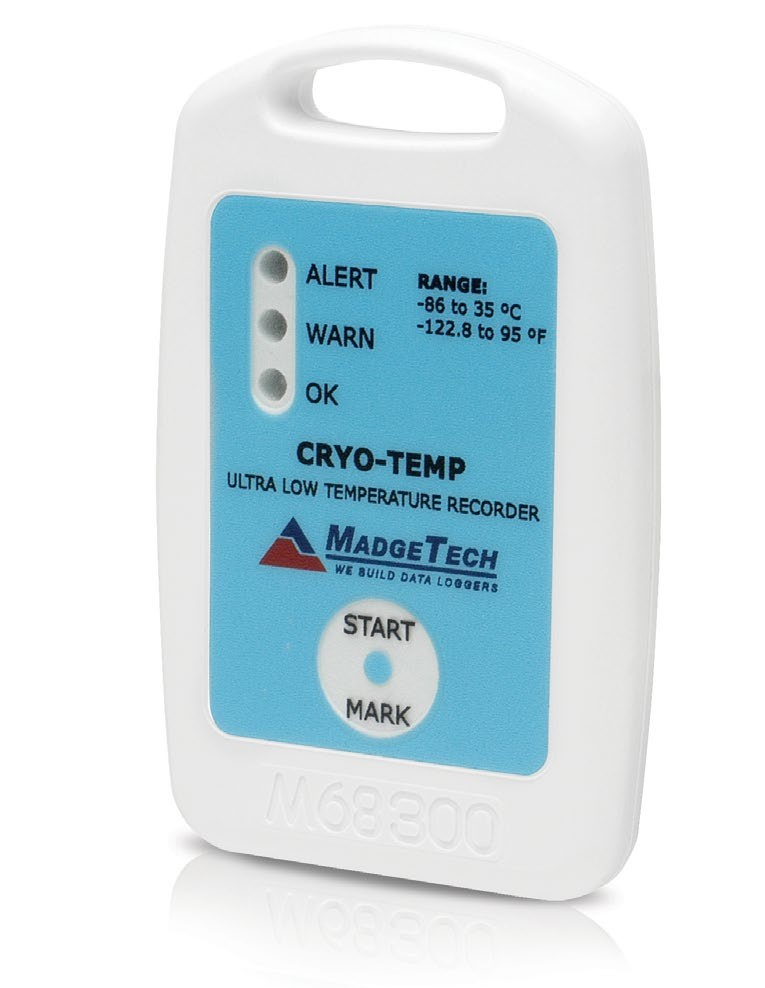 ALERT
WARN
OK
RANGE:
-86 to 35 ºC
-122.8 to 95 ºF
CRYO-TEMP
ULTRA LOW TEMPERATURE RECORDER
MADGETECH
WE BUILD DATA LOGGERS
START
MARK
M68300